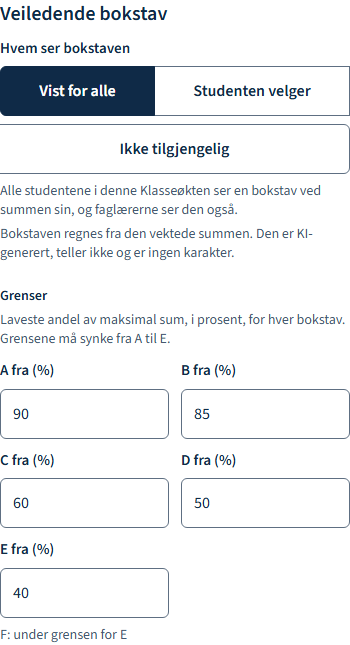 Veiledende bokstav
Hvem ser bokstaven
Vist for alle
Studenten velger
Ikke tilgjengelig
Alle studentene i denne Klasseøkten ser en bokstav ved
summen sin, og faglærerne ser den også.
Bokstaven regnes fra den vektede summen. Den er KI-
generert, teller ikke og er ingen karakter.
Grenser
Laveste andel av maksimal sum, i prosent, for hver bokstav.
Grensene må synke fra A til E.
A fra (%)
B fra (%)
90
85
C fra (%)
D fra (%)
60
50
E fra (%)
40
F: under grensen for E